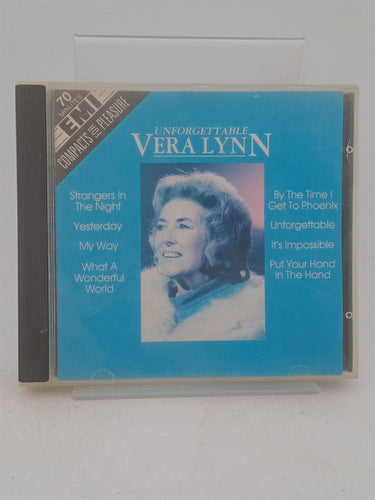 70
MINUTES
EMI
COMPACTS FOR PLEASURE
UNFORGETTABLE
VERA LYNN
Strangers In
The Night
Yesterday
My Way
What A
Wonderful
World
By The Time I
Get To Phoenix
Unforgettable
It's Impossible
Put Your Hand
In The Hand